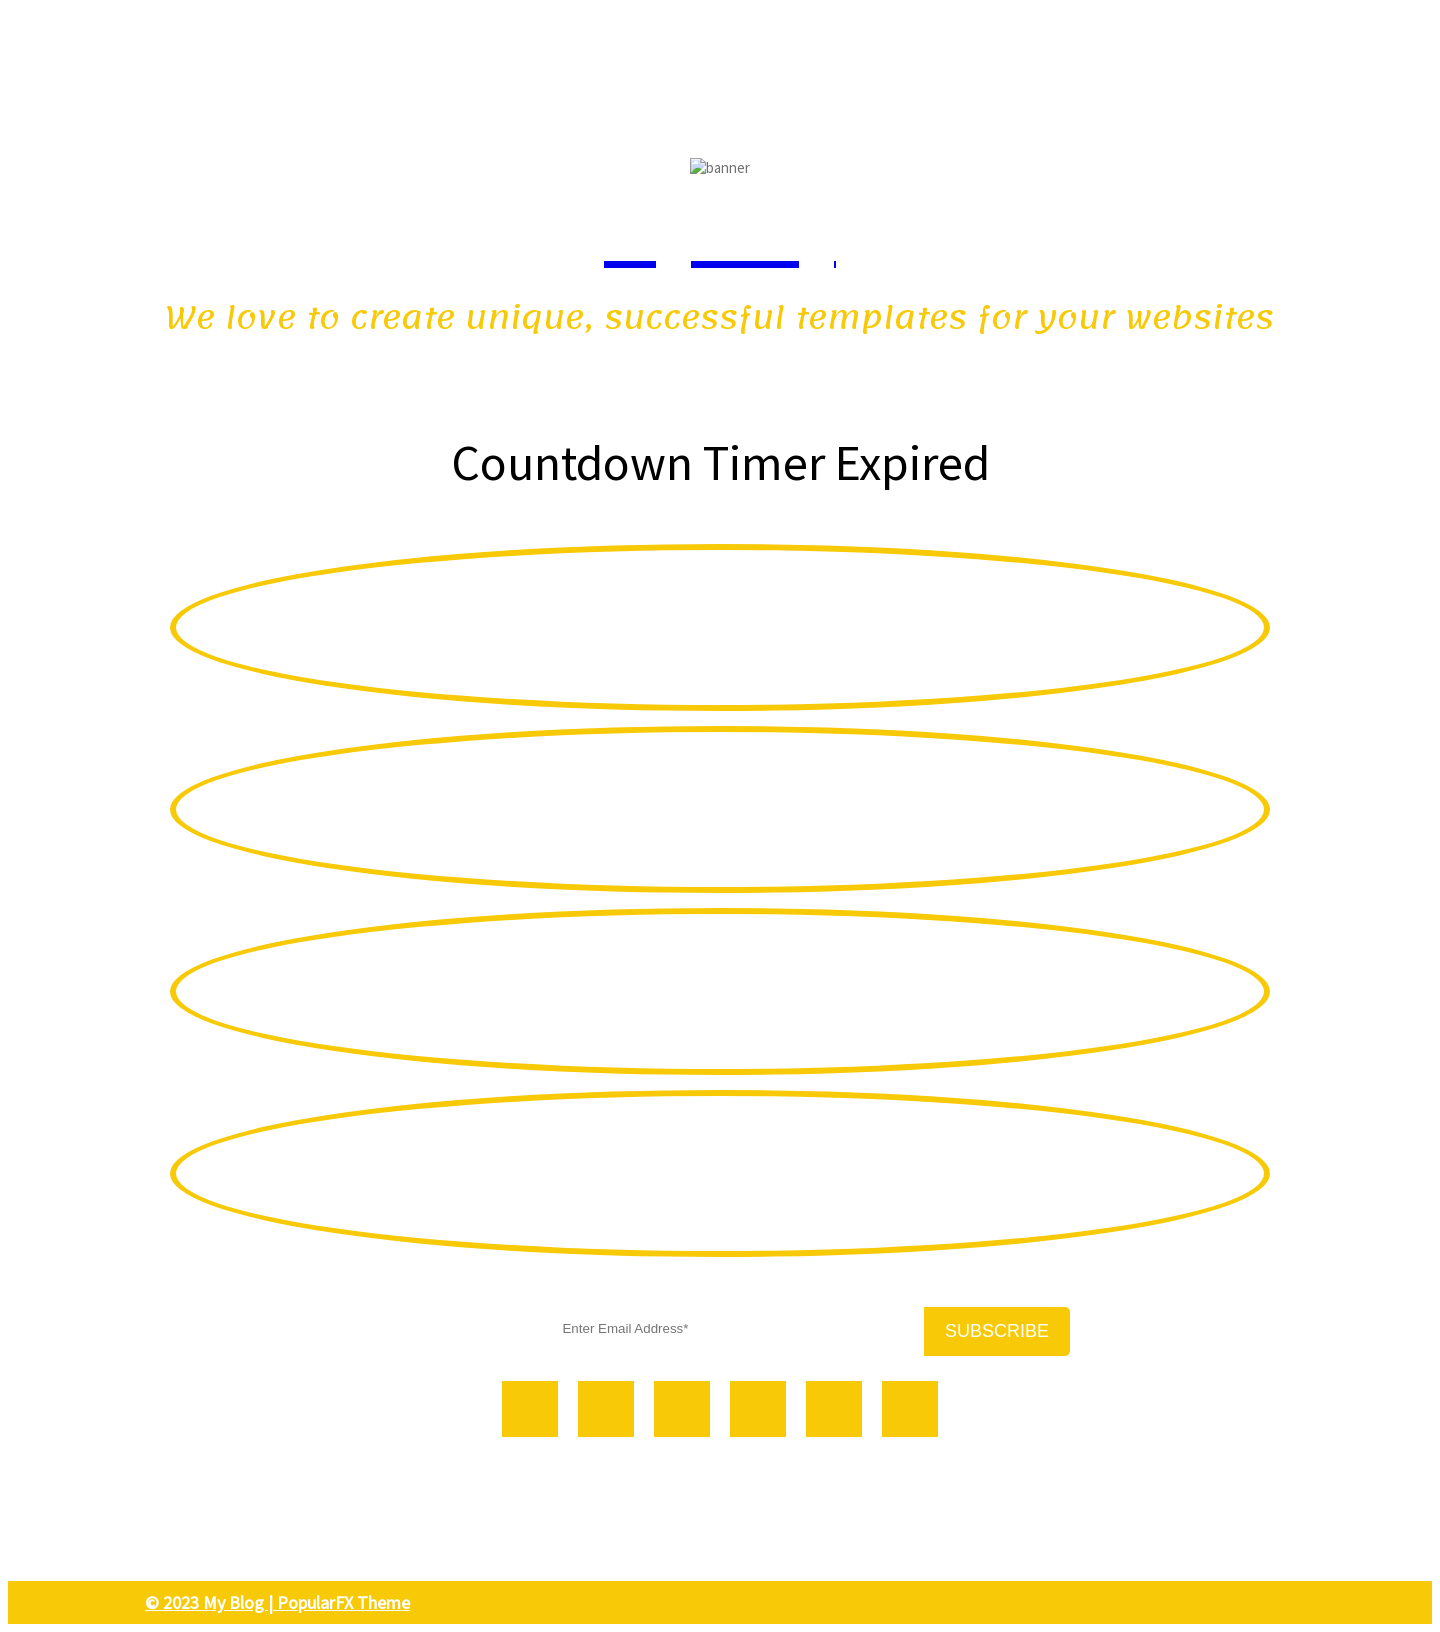 banner
We love to create unique, successful templates for your websites
Countdown Timer Expired
Enter Email Address*
SUBSCRIBE
© 2023 My Blog | PopularFX Theme